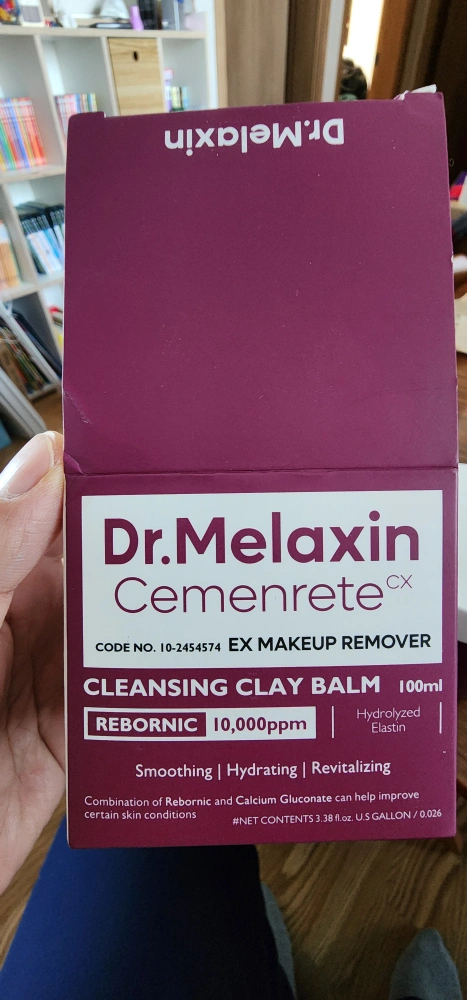 Dr.Melaxin
Dr.Melaxin
Cemenrete CX
CODE NO. 10-2454574 EX MAKEUP REMOVER
CLEANSING CLAY BALM 100ml
REBORNIC 10,000ppm
Hydrolyzed
Elastin
Smoothing | Hydrating | Revitalizing
Combination of Rebornic and Calcium Gluconate can help improve
certain skin conditions
#NET CONTENTS 3.38 fl.oz. U.S GALLON / 0.026